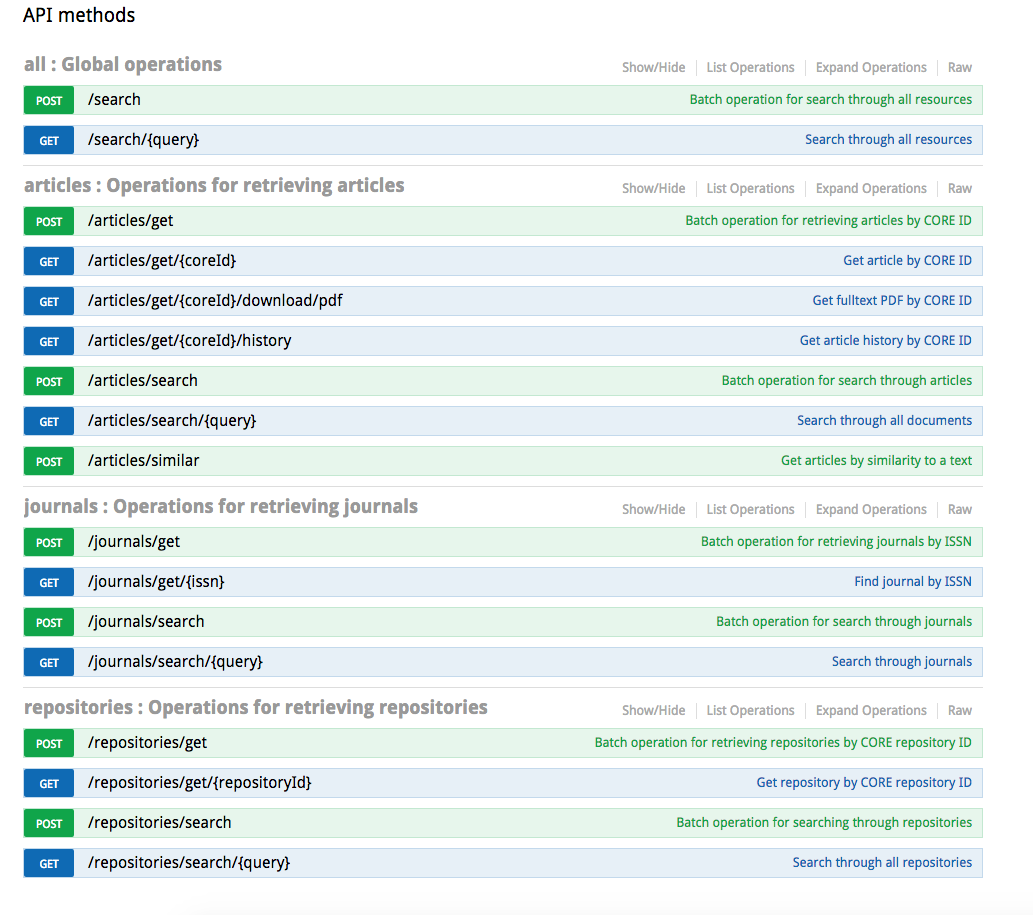 API methods
all : Global operations Show/Hide List Operations Expand Operations Raw
POST /search Batch operation for search through all resources
GET /search/{query} Search through all resources
articles : Operations for retrieving articles Show/Hide List Operations Expand Operations Raw
POST /articles/get Batch operation for retrieving articles by CORE ID
GET /articles/get/{coreId} Get article by CORE ID
GET /articles/get/{coreId}/download/pdf Get fulltext PDF by CORE ID
GET /articles/get/{coreId}/history Get article history by CORE ID
POST /articles/search Batch operation for search through articles
GET /articles/search/{query} Search through all documents
POST /articles/similar Get articles by similarity to a text
journals : Operations for retrieving journals Show/Hide List Operations Expand Operations Raw
POST /journals/get Batch operation for retrieving journals by ISSN
GET /journals/get/{issn} Find journal by ISSN
POST /journals/search Batch operation for search through journals
GET /journals/search/{query} Search through journals
repositories : Operations for retrieving repositories Show/Hide List Operations Expand Operations Raw
POST /repositories/get Batch operation for retrieving repositories by CORE repository ID
GET /repositories/get/{repositoryId} Get repository by CORE repository ID
POST /repositories/search Batch operation for searching through repositories
GET /repositories/search/{query} Search through all repositories